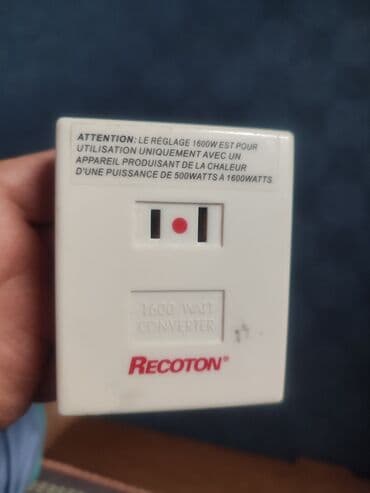 ATTENTION: LE RÉGLAGE 1600W EST POUR
UTILISATION UNIQUEMENT AVEC UN
APPAREIL PRODUISANT DE LA CHALEUR
D'UNE PUISSANCE DE 500WATTS A 1600WATTS.
1600 WATT
CONVERTER
RECOTON®